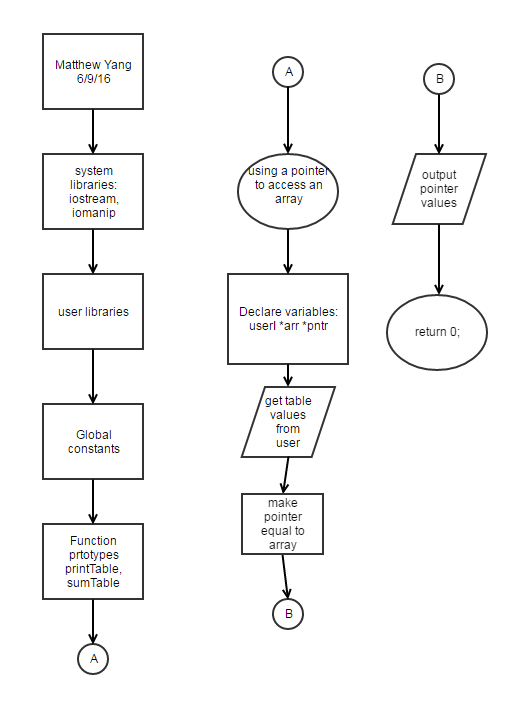 Matthew Yang
6/9/16
system
libraries:
iostream,
iomanip
user libraries
Global
constants
Function
prtotypes
printTable,
sumTable
A
A
using a pointer
to access an
array
Declare variables:
userI *arr *pntr
get table
values
from
user
make
pointer
equal to
array
B
B
output
pointer
values
return 0;